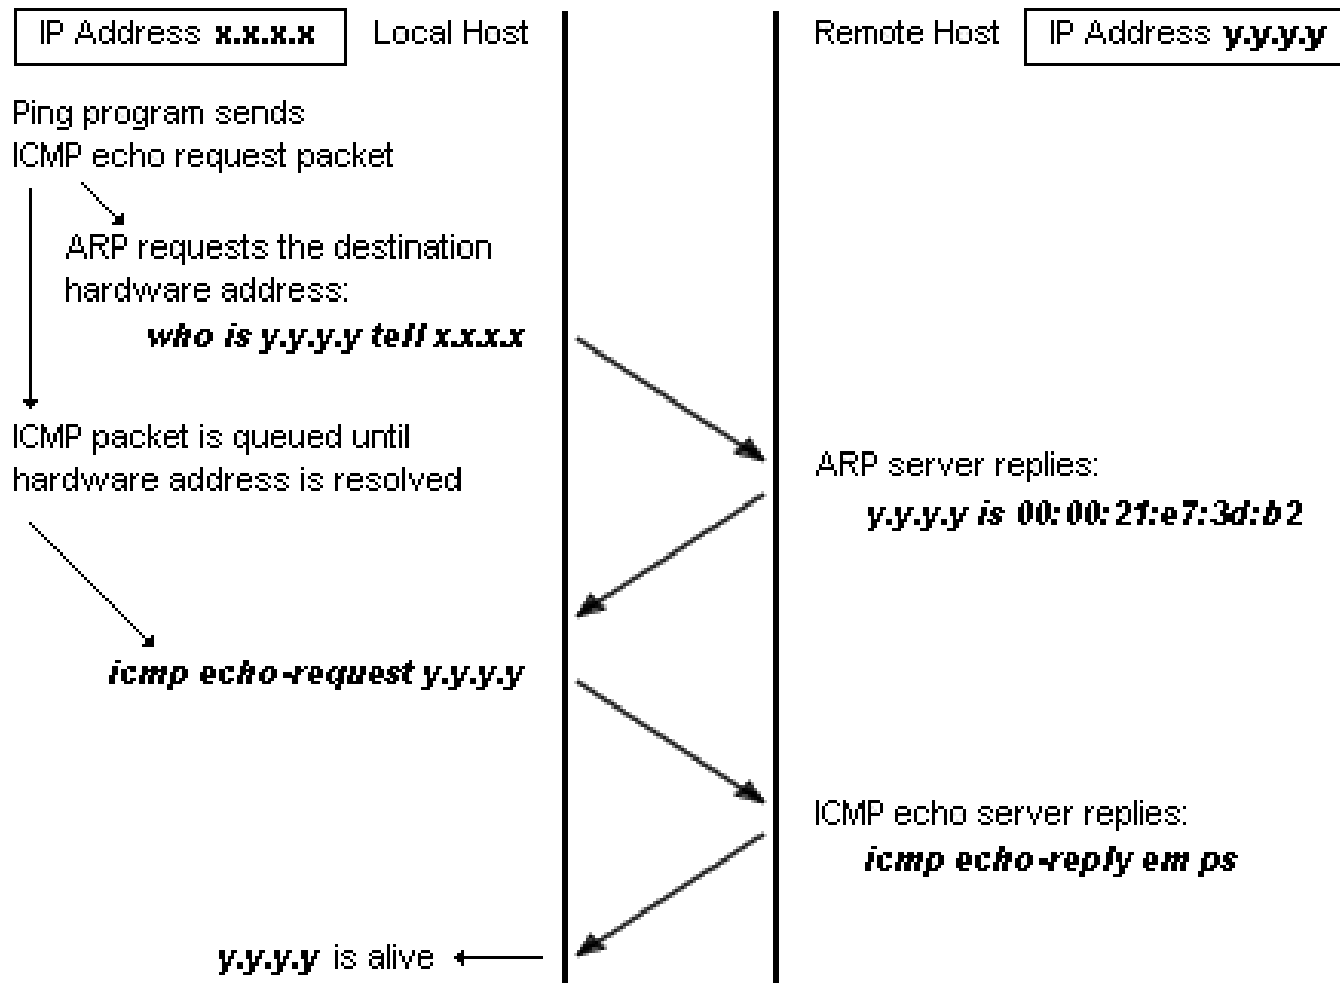 IP Address x.x.x.x Local Host
Remote Host IP Address y.y.y.y
Ping program sends
ICMP echo request packet
ARP requests the destination
hardware address:
who is y.y.y.y tell x.x.x.x
ICMP packet is queued until
hardware address is resolved
ARP server replies:
y.y.y.y is 00:00:21:e7:3d:b2
icmp echo-request y.y.y.y
ICMP echo server replies:
icmp echo-reply em ps
y.y.y.y is alive